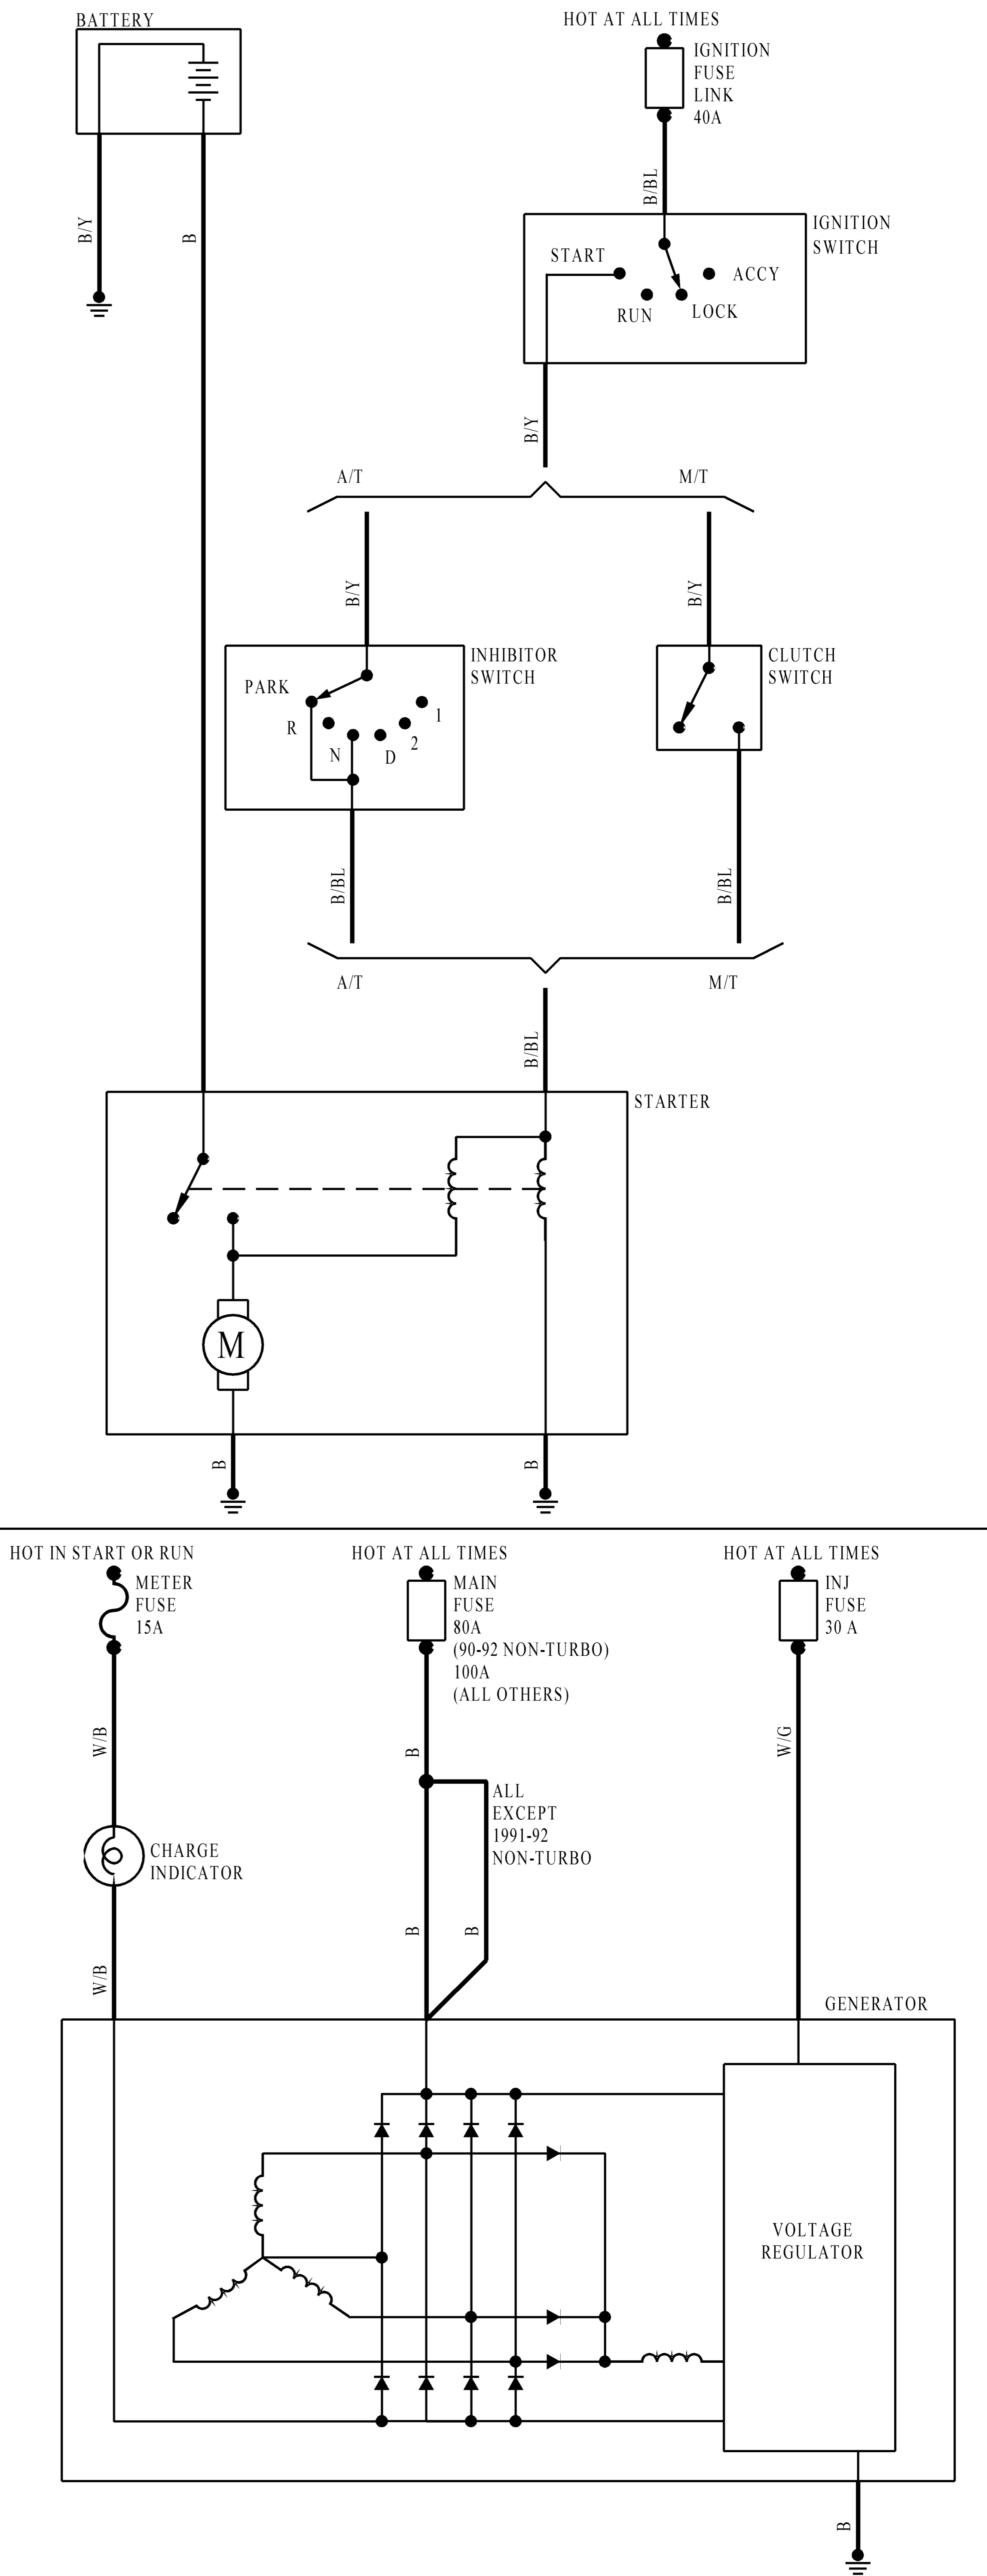 BATTERY
HOT AT ALL TIMES
IGNITION
FUSE
LINK
40A
B/BL
B/Y
B
IGNITION
SWITCH
START
ACCY
RUN
LOCK
B/Y
A/T
M/T
B/Y
B/Y
INHIBITOR
SWITCH
CLUTCH
SWITCH
PARK
R
N
D
2
1
B/BL
B/BL
A/T
M/T
B/BL
STARTER
M
B
B
HOT IN START OR RUN
HOT AT ALL TIMES
HOT AT ALL TIMES
METER
FUSE
15A
MAIN
FUSE
80A
(90-92 NON-TURBO)
100A
(ALL OTHERS)
INJ
FUSE
30 A
W/B
B
W/G
ALL
EXCEPT
1991-92
NON-TURBO
CHARGE
INDICATOR
B
B
W/B
GENERATOR
VOLTAGE
REGULATOR
B